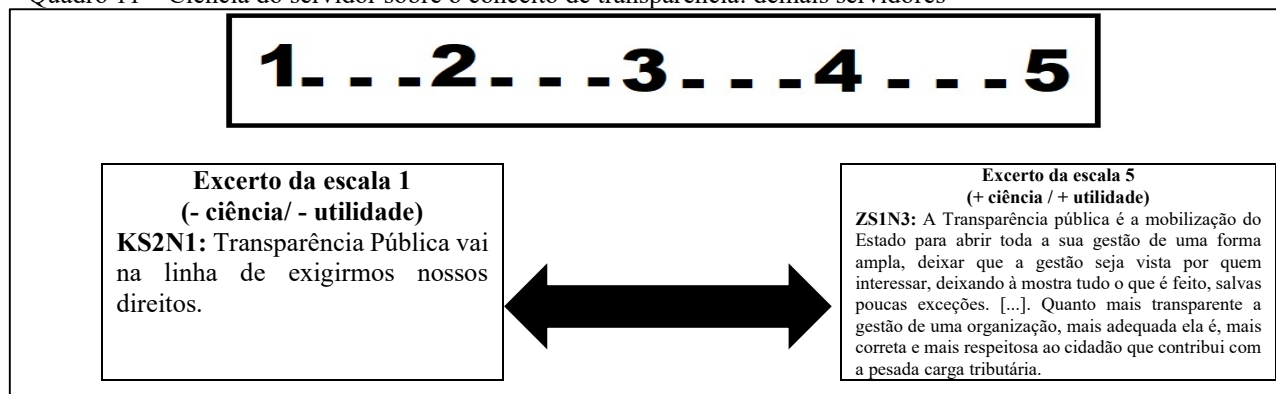 Quadro 11 – Ciência do servidor sobre o conceito de transparência: demais servidores
1- - -2- - -3- - -4- - -5
Excerto da escala 1
(- ciência/ - utilidade)
KS2N1: Transparência Pública vai
na linha de exigirmos nossos
direitos.
Excerto da escala 5
(+ ciência / + utilidade)
ZS1N3: A Transparência pública é a mobilização do
Estado para abrir toda a sua gestão de uma forma
ampla, deixar que a gestão seja vista por quem
interessar, deixando à mostra tudo o que é feito, salvas
poucas exceções. [...]. Quanto mais transparente a
gestão de uma organização, mais adequada ela é, mais
correta e mais respeitosa ao cidadão que contribui com
a pesada carga tributária.